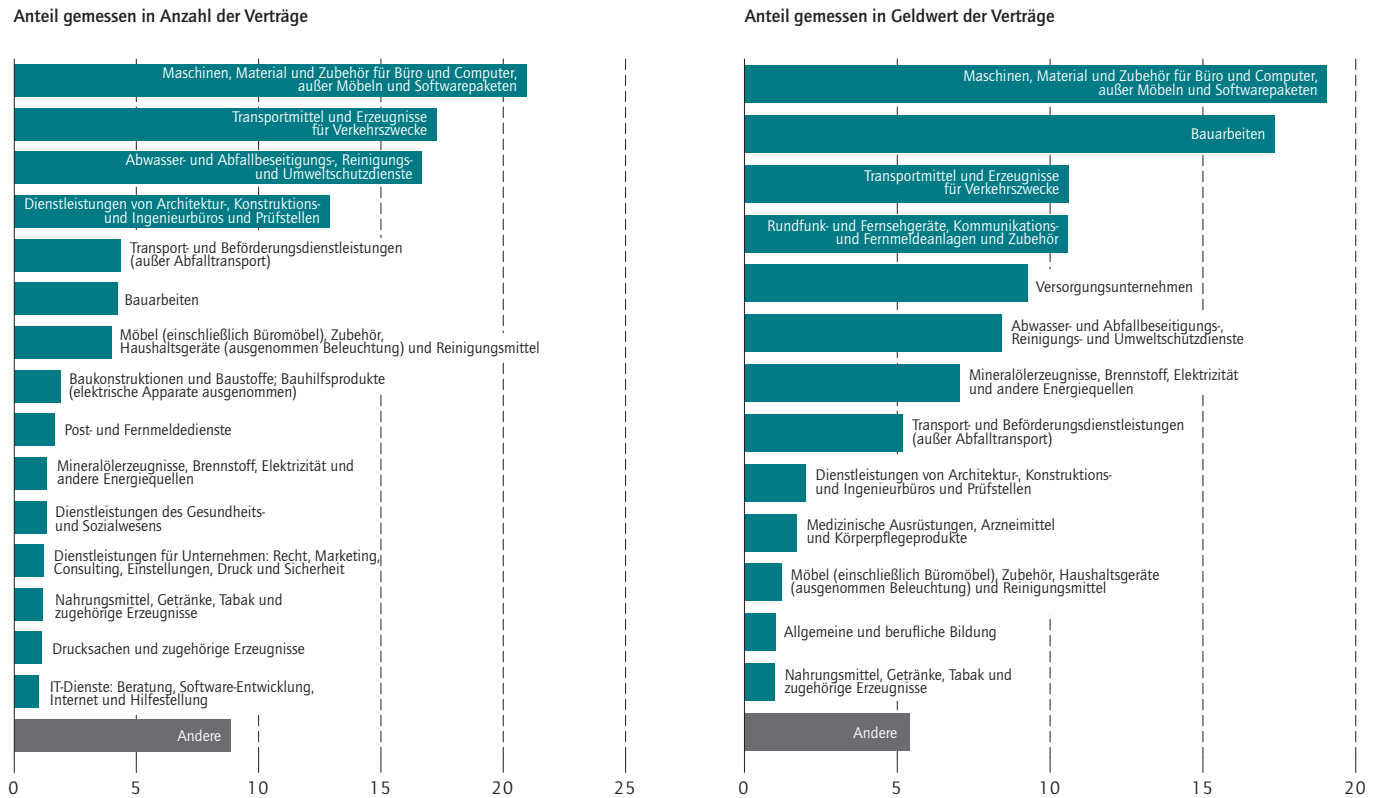 Anteil gemessen in Anzahl der Verträge
Maschinen, Material und Zubehör für Büro und Computer,
außer Möbeln und Softwarepaketen
Transportmittel und Erzeugnisse
für Verkehrszwecke
Abwasser- und Abfallbeseitigungs-, Reinigungs-
und Umweltschutzdienste
Dienstleistungen von Architektur-, Konstruktions-
und Ingenieurbüros und Prüfstellen
Transport- und Beförderungsdienstleistungen
(außer Abfalltransport)
Bauarbeiten
Möbel (einschließlich Büromöbel), Zubehör,
Haushaltsgeräte (ausgenommen Beleuchtung) und Reinigungsmittel
Baukonstruktionen und Baustoffe; Bauhilfsprodukte
(elektrische Apparate ausgenommen)
Post- und Fernmeldedienste
Mineralölerzeugnisse, Brennstoff, Elektrizität und
andere Energiequellen
Dienstleistungen des Gesundheits-
und Sozialwesens
Dienstleistungen für Unternehmen: Recht, Marketing,
Consulting, Einstellungen, Druck und Sicherheit
Nahrungsmittel, Getränke, Tabak und
zugehörige Erzeugnisse
Drucksachen und zugehörige Erzeugnisse
IT-Dienste: Beratung, Software-Entwicklung,
Internet und Hilfestellung
Andere
0 5 10 15 20 25
Anteil gemessen in Geldwert der Verträge
Maschinen, Material und Zubehör für Büro und Computer,
außer Möbeln und Softwarepaketen
Bauarbeiten
Transportmittel und Erzeugnisse
für Verkehrszwecke
Rundfunk- und Fernsehgeräte, Kommunikations-
und Fernmeldeanlagen und Zubehör
Versorgungsunternehmen
Abwasser- und Abfallbeseitigungs-,
Reinigungs- und Umweltschutzdienste
Mineralölerzeugnisse, Brennstoff, Elektrizität
und andere Energiequellen
Transport- und Beförderungsdienstleistungen
(außer Abfalltransport)
Dienstleistungen von Architektur-, Konstruktions-
und Ingenieurbüros und Prüfstellen
Medizinische Ausrüstungen, Arzneimittel
und Körperpflegeprodukte
Möbel (einschließlich Büromöbel), Zubehör, Haushaltsgeräte
(ausgenommen Beleuchtung) und Reinigungsmittel
Allgemeine und berufliche Bildung
Nahrungsmittel, Getränke, Tabak und
zugehörige Erzeugnisse
Andere
0 5 10 15 20